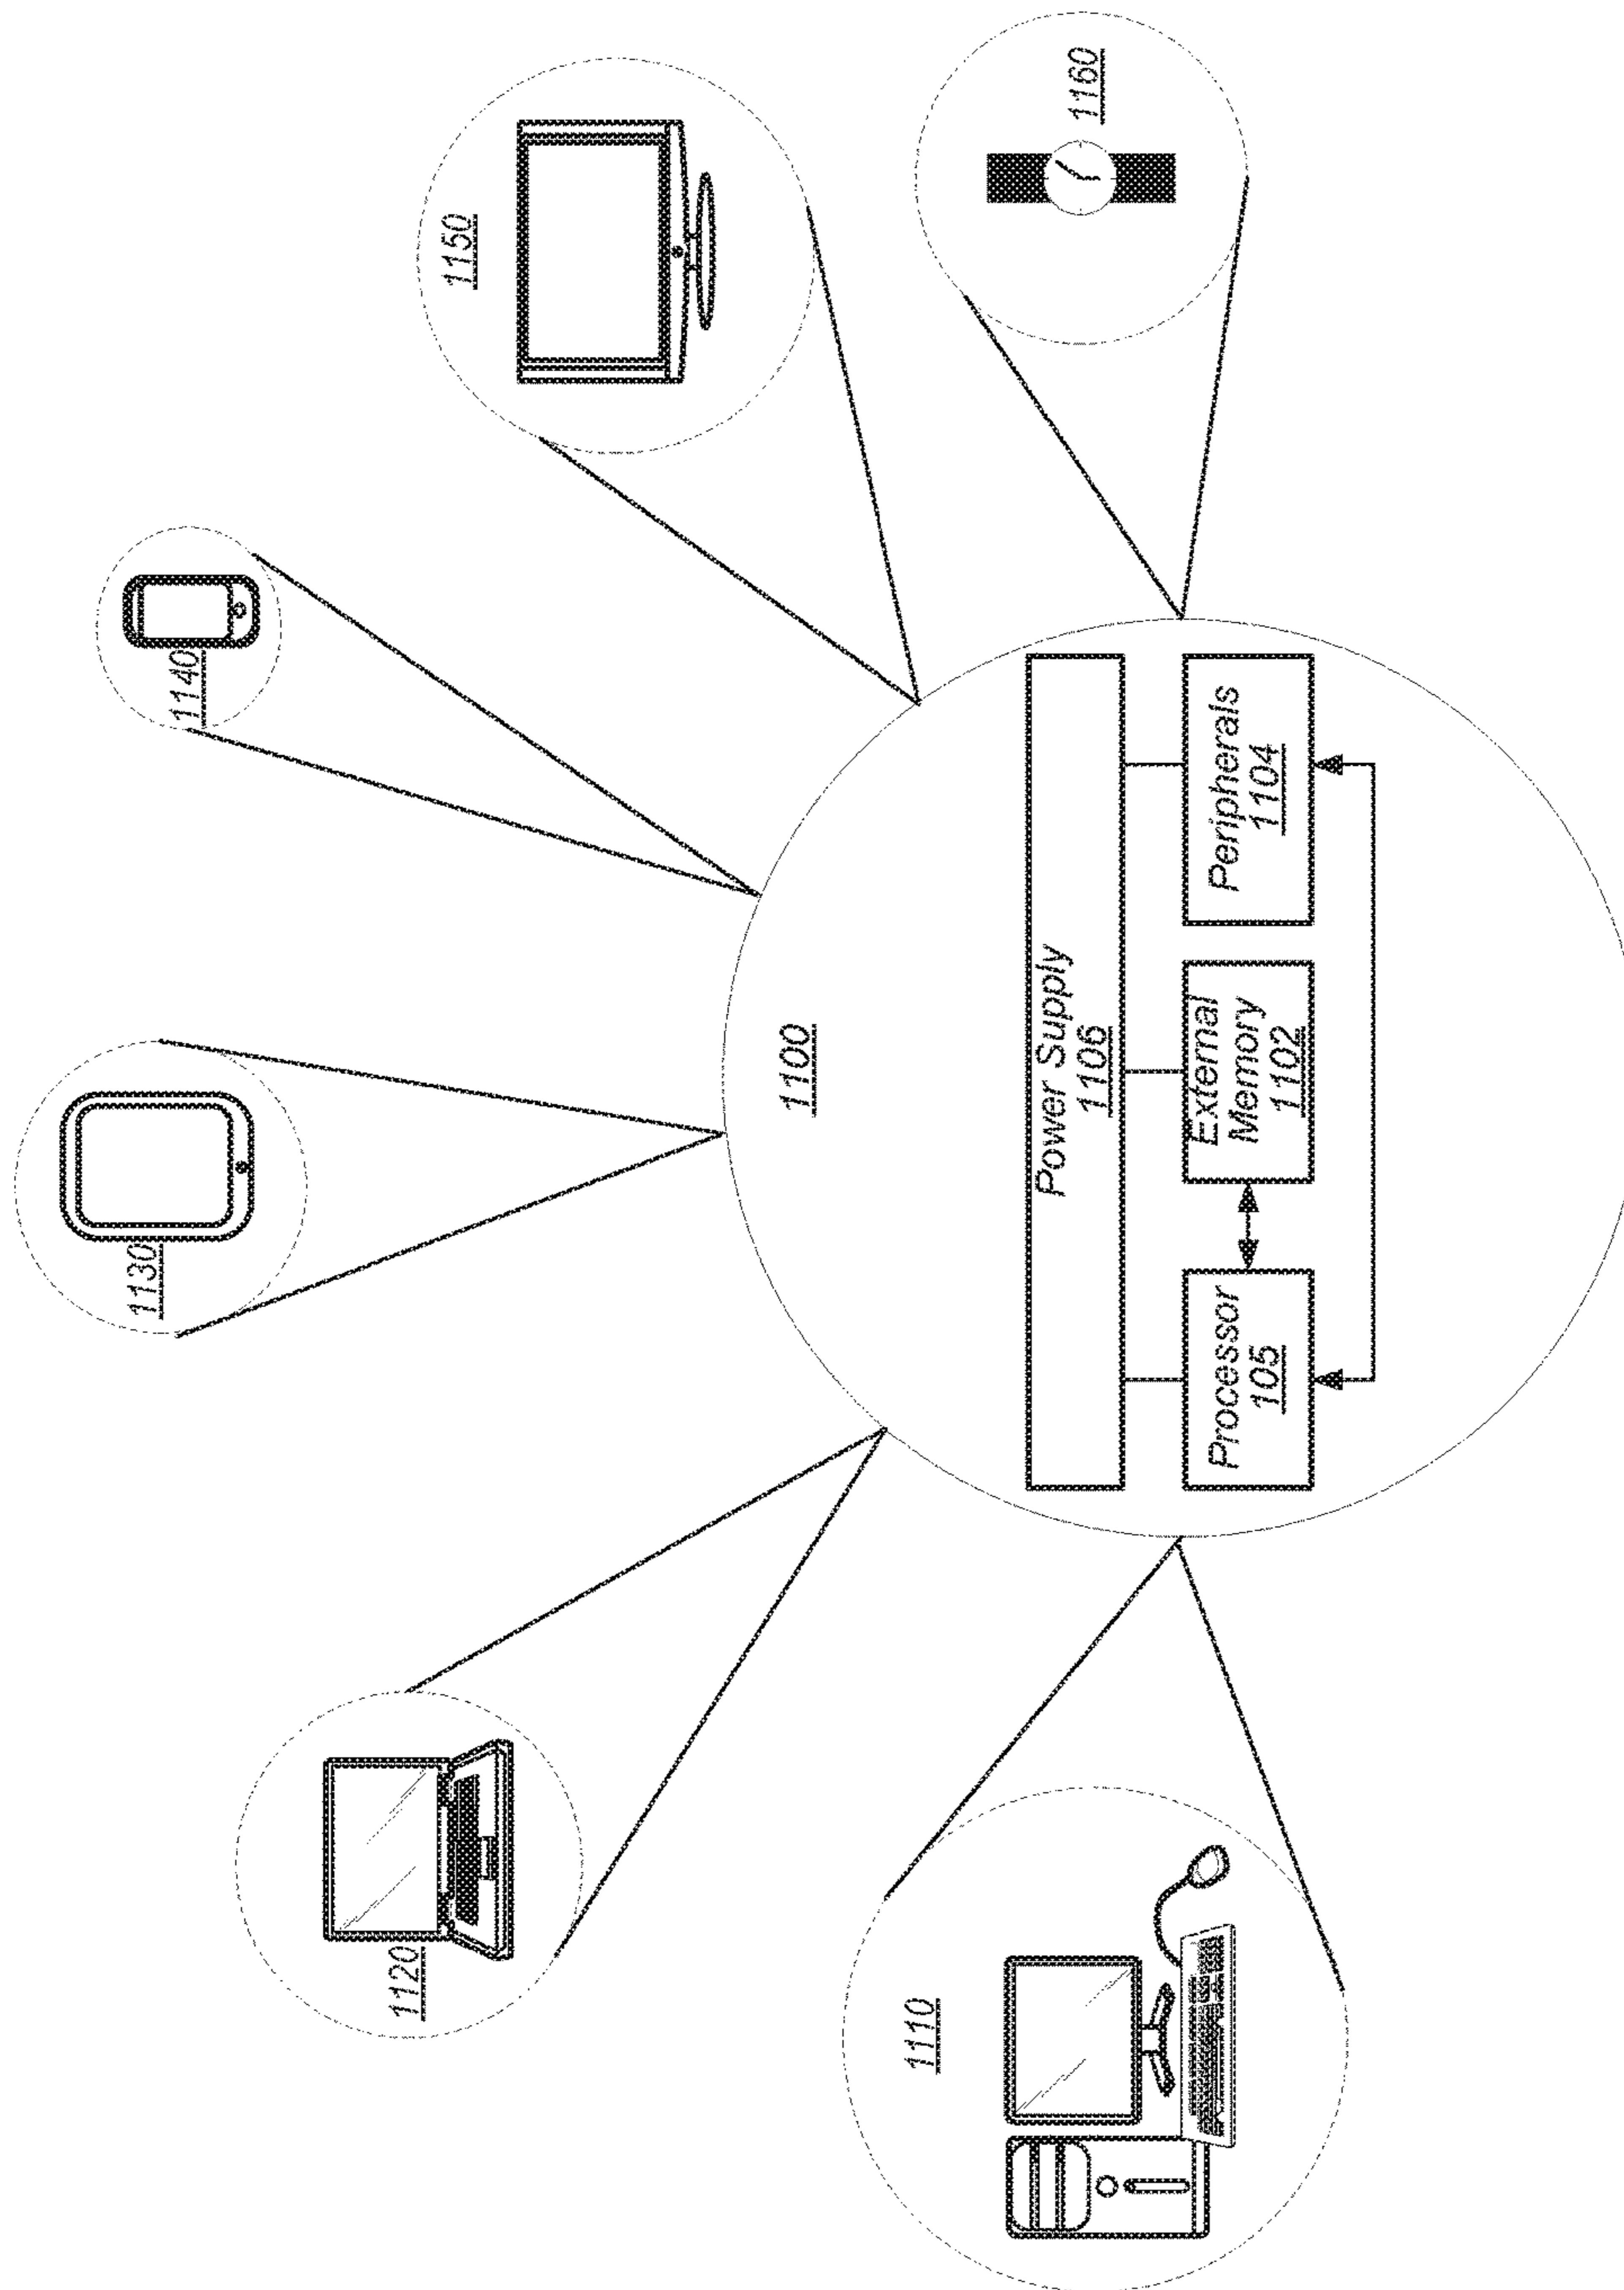 1130
1140
1120
1150
1100
1110
1160
Power Supply
1106
Processor
105
External
Memory
1102
Peripherals
1104